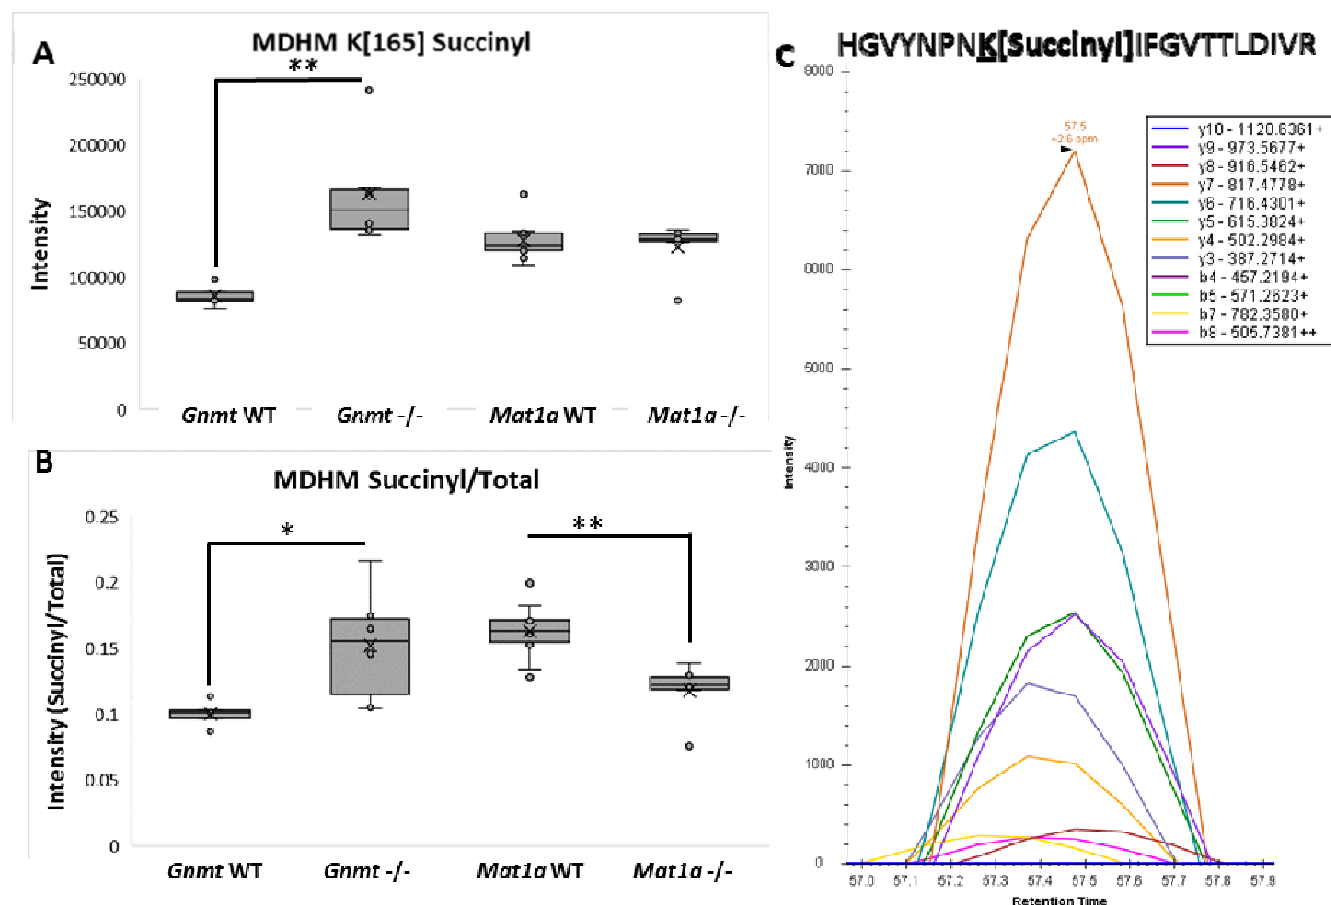 A
MDHM K[165] Succinyl
**
250000
200000
150000
100000
50000
0
Intensity
Gnmt WT
Gnmt -/-
Mat1a WT
Mat1a -/-
B
MDHM Succinyl/Total
*
**
0.25
0.2
0.15
0.1
0.05
0
Intensity (Succinyl/Total)
Gnmt WT
Gnmt -/-
Mat1a WT
Mat1a -/-
C
HGVYNPNK[Succinyl]IFGVTTLDIVR
8000
7000
6000
5000
4000
3000
2000
1000
0
Intensity
57.5
-2.6 ppm
y10 - 1120.6361+
y9 - 973.5677+
y8 - 916.5462+
y7 - 817.4778+
y6 - 716.4301+
y5 - 615.3824+
y4 - 502.2984+
y3 - 387.2714+
b4 - 457.2194+
b5 - 571.2623+
b7 - 782.3580+
b8 - 505.7381++
57.0 57.1 57.2 57.3 57.4 57.5 57.6 57.7 57.8 57.9
Retention Time